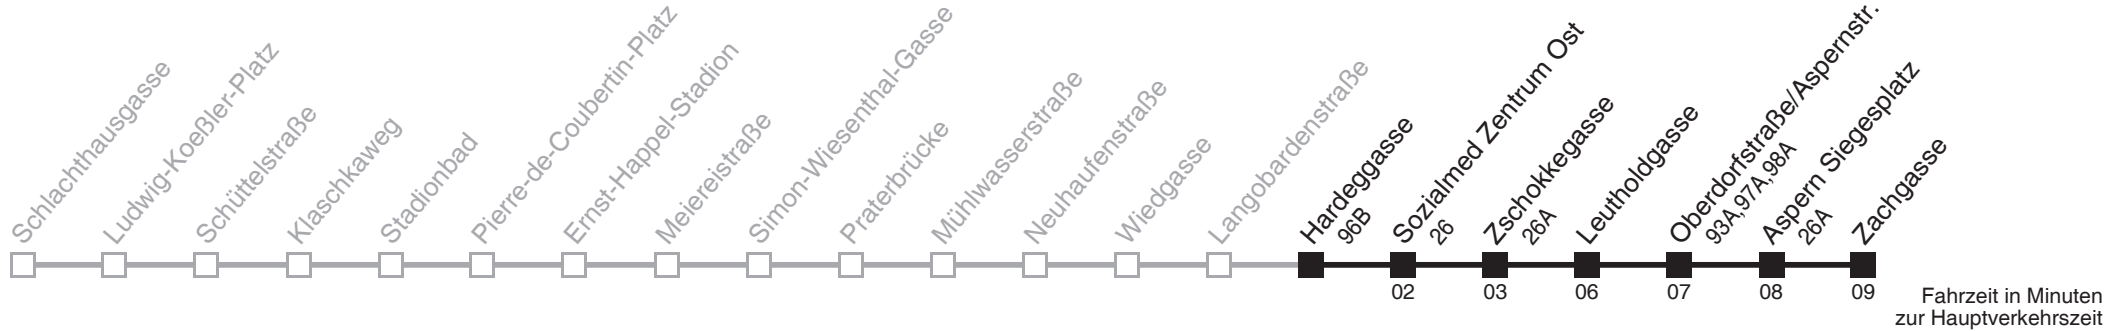 Schlachthausgasse
Ludwig-Koeßler-Platz
Schüttelstraße
Klaschkaweg
Stadionbad
Pierre-de-Coubertin-Platz
Ernst-Happel-Stadion
Meiereistraße
Simon-Wiesenthal-Gasse
Praterbrücke
Mühlwasserstraße
Neuhaufenstraße
Wiedgasse
Langobardenstraße
Hardeggasse
96B
Sozialmed Zentrum Ost
26
Zschokkegasse
26A
Leutholdgasse
Oberdorfstraße/Aspernstr.
93A,97A,98A
Aspern Siegesplatz
26A
Zachgasse
02
03
06
07
08
09
Fahrzeit in Minuten
zur Hauptverkehrszeit